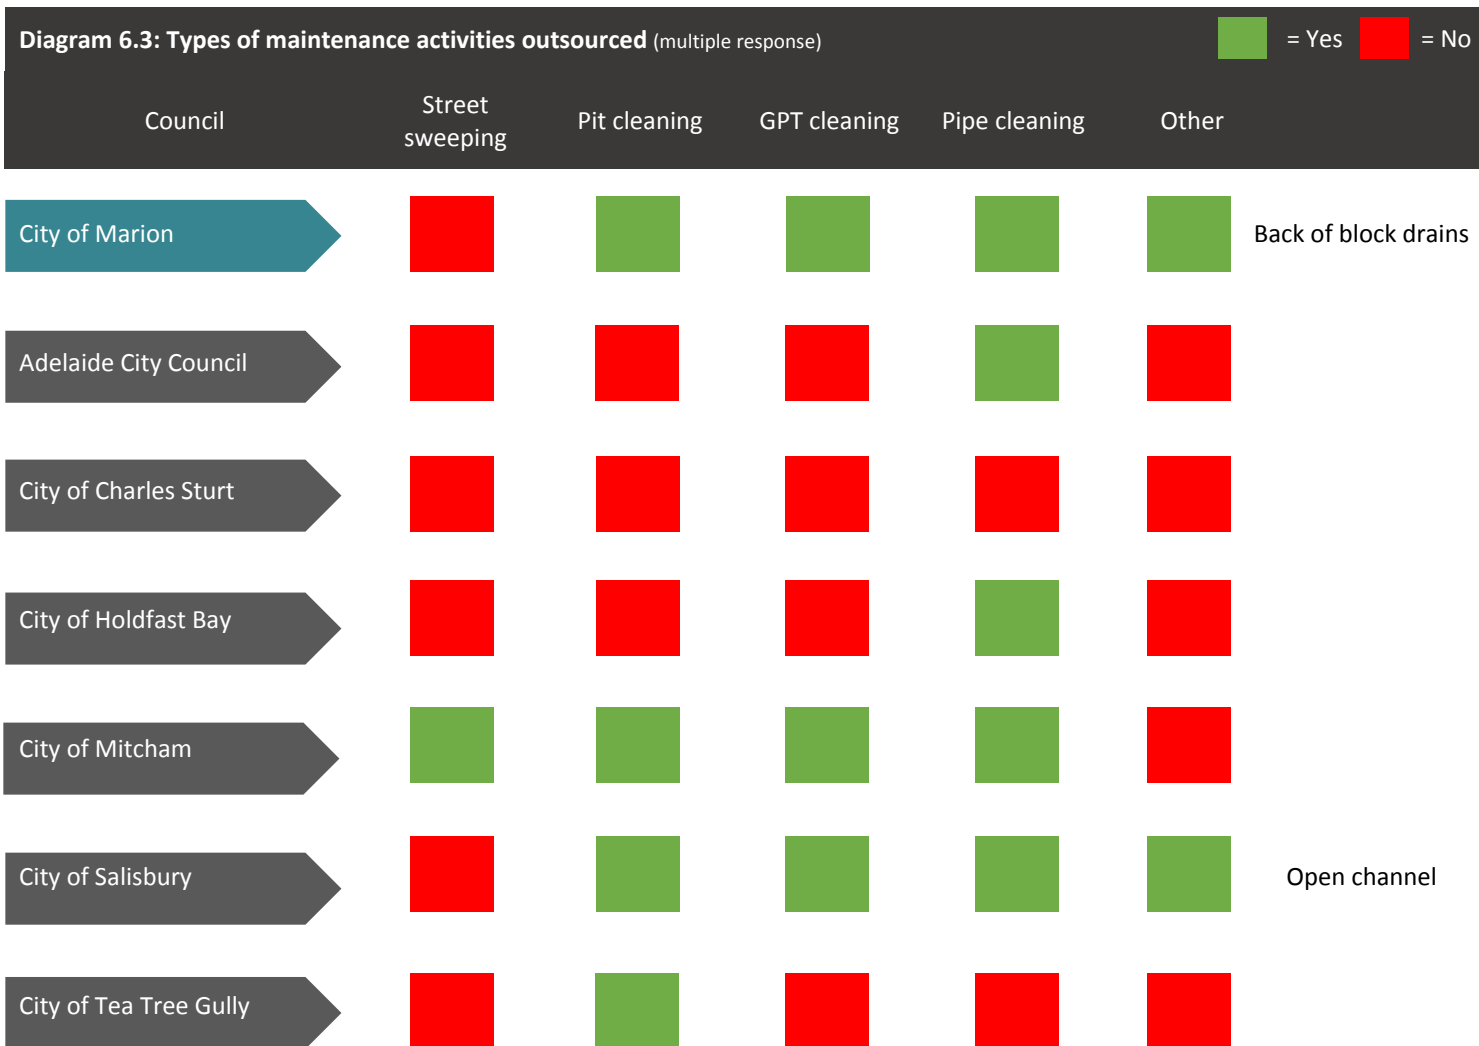 Diagram 6.3: Types of maintenance activities outsourced (multiple response) = Yes = No
Council Street sweeping Pit cleaning GPT cleaning Pipe cleaning Other
City of Marion Back of block drains
Adelaide City Council
City of Charles Sturt
City of Holdfast Bay
City of Mitcham
City of Salisbury Open channel
City of Tea Tree Gully